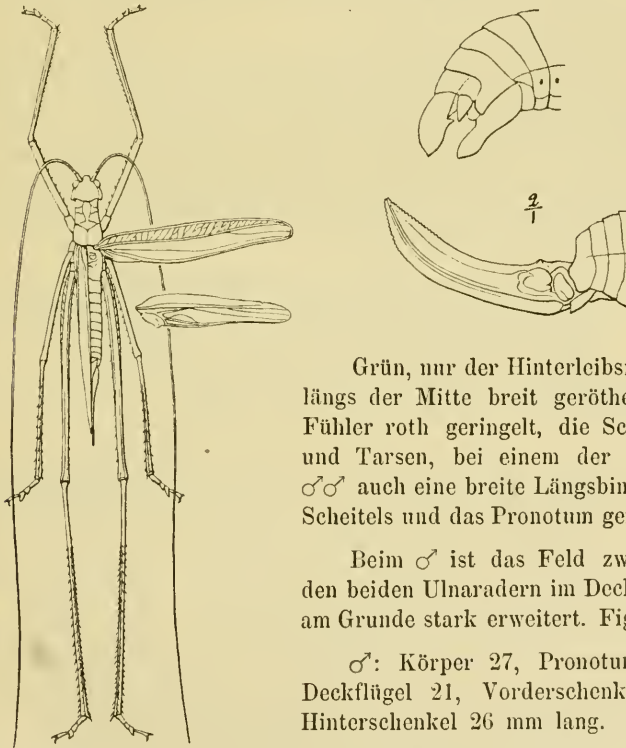 2/1
Grün, nur der Hinterleibs
längs der Mitte breit geröthe
Fühler roth geringelt, die Sc
und Tarsen, bei einem der
♂♂ auch eine breite Längsbin
Scheitels und das Pronotum ge
Beim ♂ ist das Feld zw
den beiden Ulnaradern im Deck
am Grunde stark erweitert. Fig
♂: Körper 27, Pronotum
Deckflügel 21, Vorderschenk
Hinterschenkel 26 mm lang.